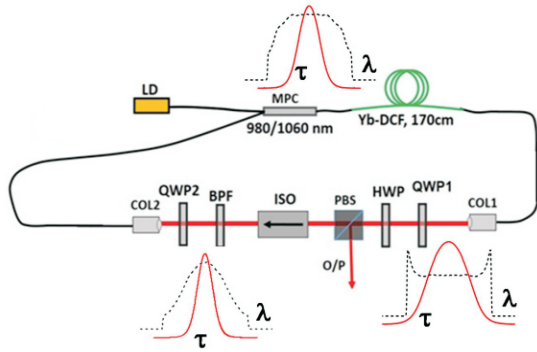 τ
λ
LD
MPC
980/1060 nm
Yb-DCF, 170cm
QWP2
BPF
ISO
PBS
HWP
QWP1
COL2
COL1
O/P
τ
λ
τ
λ